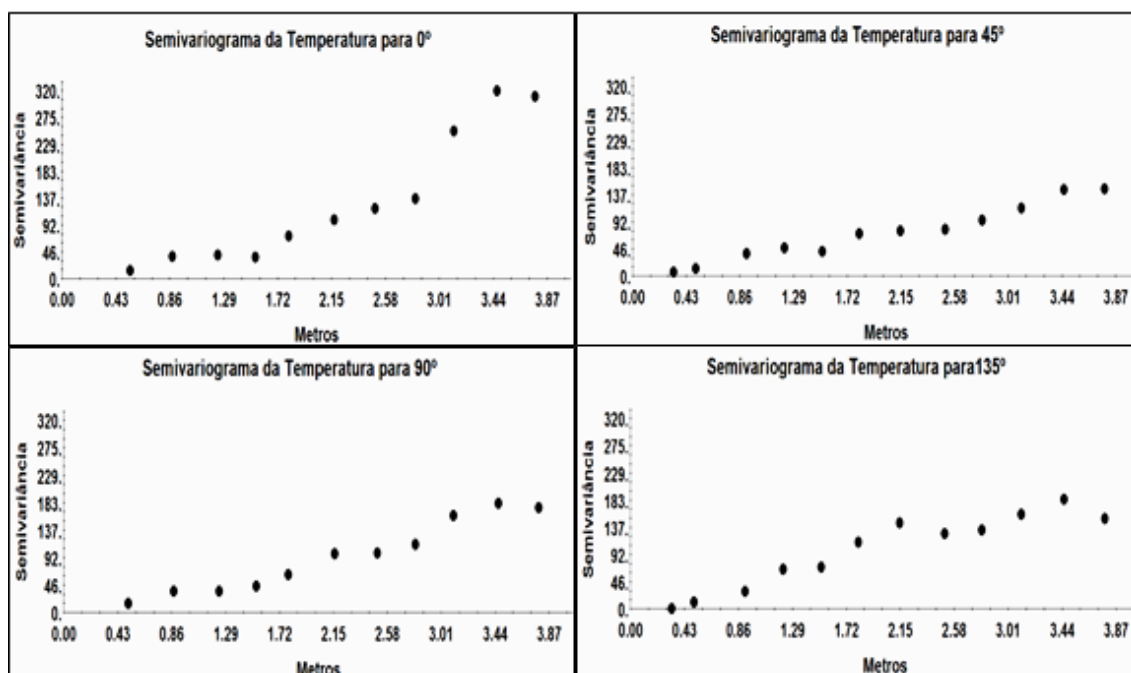 Semivariograma da Temperatura para 0º
Semivariância
320.
275.
229.
183.
137.
92.
46.
0
0.00 0.43 0.86 1.29 1.72 2.15 2.58 3.01 3.44 3.87
Metros
Semivariograma da Temperatura para 45º
Semivariância
320.
275.
229.
183.
137.
92.
46.
0
0.00 0.43 0.86 1.29 1.82 2.15 2.58 3.01 3.44 3.87
Metros
Semivariograma da Temperatura para 90º
Semivariância
320.
275.
229.
183.
137.
92.
46.
0
0.00 0.43 0.86 1.29 1.72 2.15 2.58 3.01 3.44 3.87
Metros
Semivariograma da Temperatura para135º
Semivariância
320.
275.
229.
183.
137.
92.
46.
0
0.00 0.43 0.86 1.29 1.82 2.15 2.58 3.01 3.44 3.87
Metros